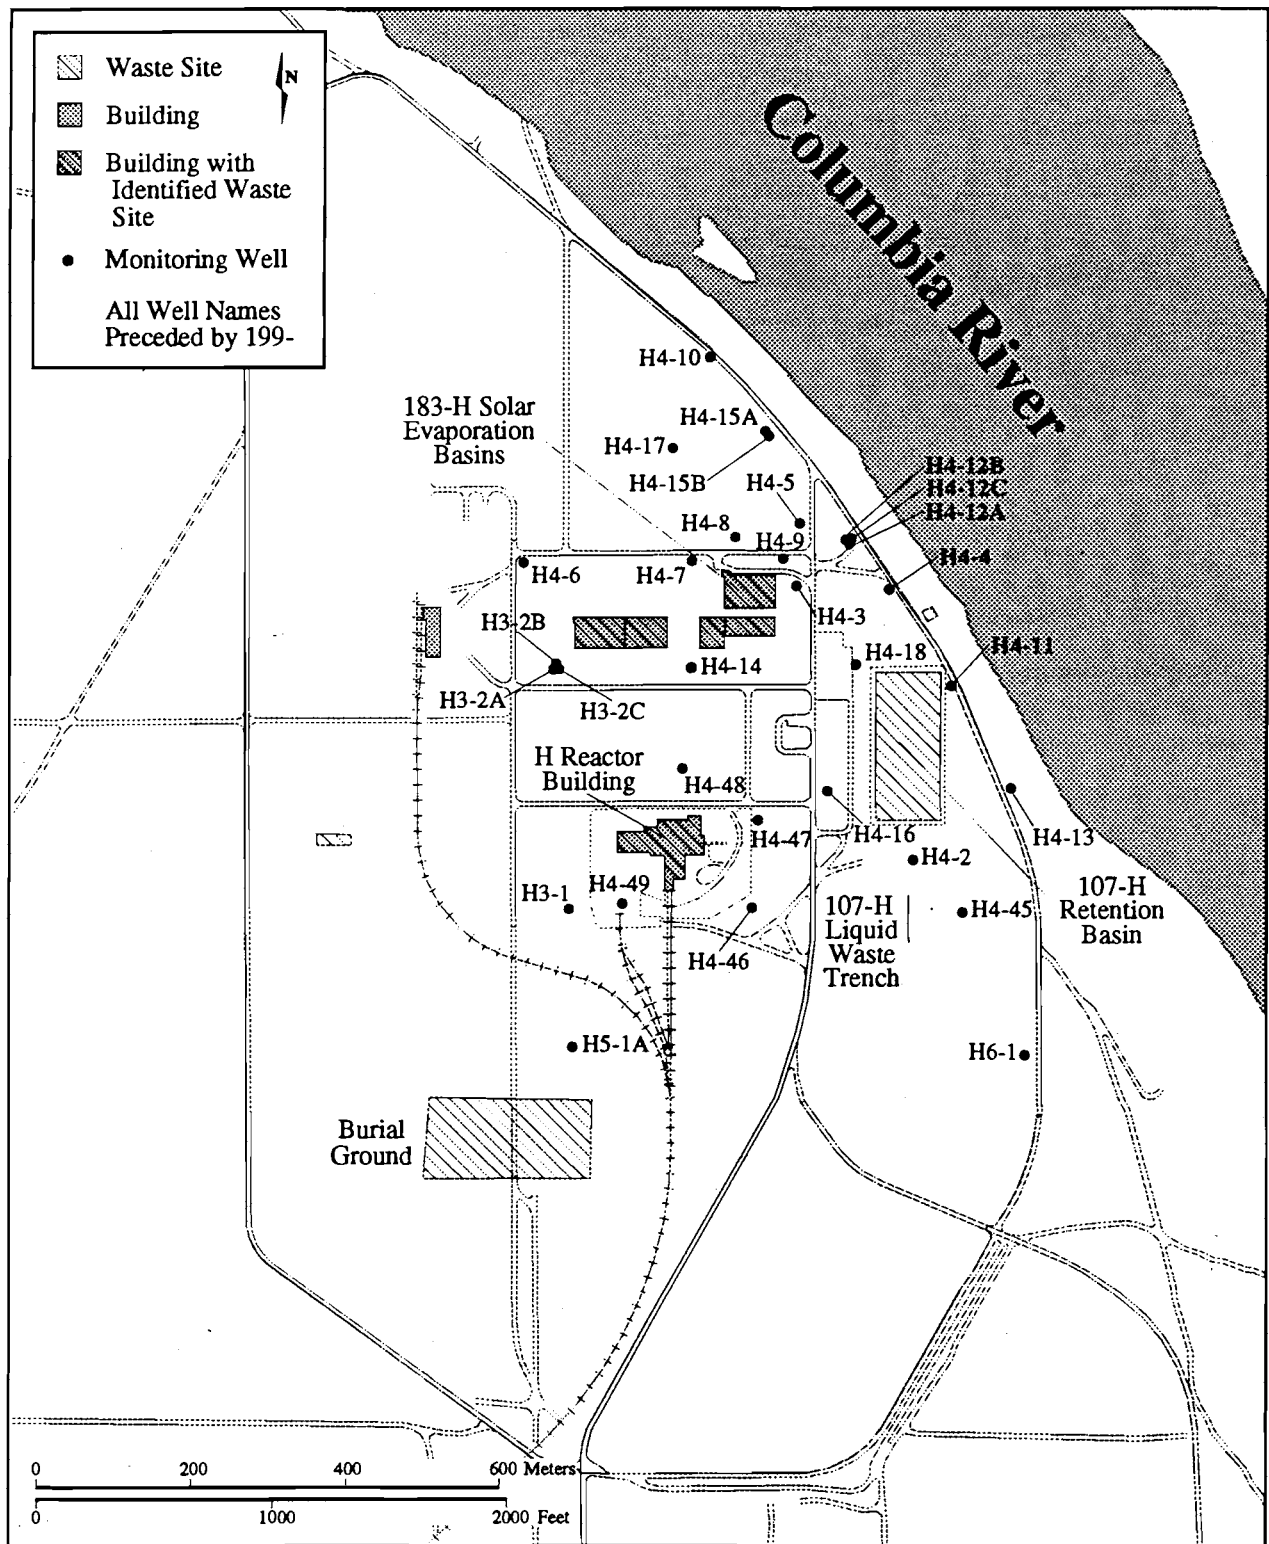 Waste Site
N
Building
Building with
Identified Waste
Site
Monitoring Well
All Well Names
Preceded by 199-
Columbia River
H4-10
183-H Solar
Evaporation
Basins
H4-15A
H4-17
H4-15B
H4-5
H4-12B
H4-12C
H4-12A
H4-8
H4-9
H4-4
H4-6
H4-7
H4-3
H3-2B
H4-18
H4-11
H4-14
H3-2A
H3-2C
H Reactor
Building
H4-48
H4-16
H4-13
H4-47
H4-2
H3-1
H4-49
107-H
Retention
Basin
107-H
Liquid
Waste
Trench
H4-45
H4-46
H5-1A
H6-1
Burial
Ground
0 200 400 600 Meters
0 1000 2000 Feet